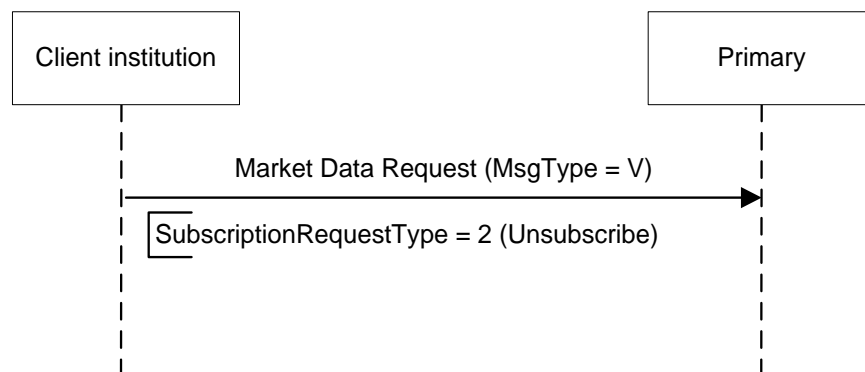 Client institution
Primary
Market Data Request (MsgType = V)
SubscriptionRequestType = 2 (Unsubscribe)